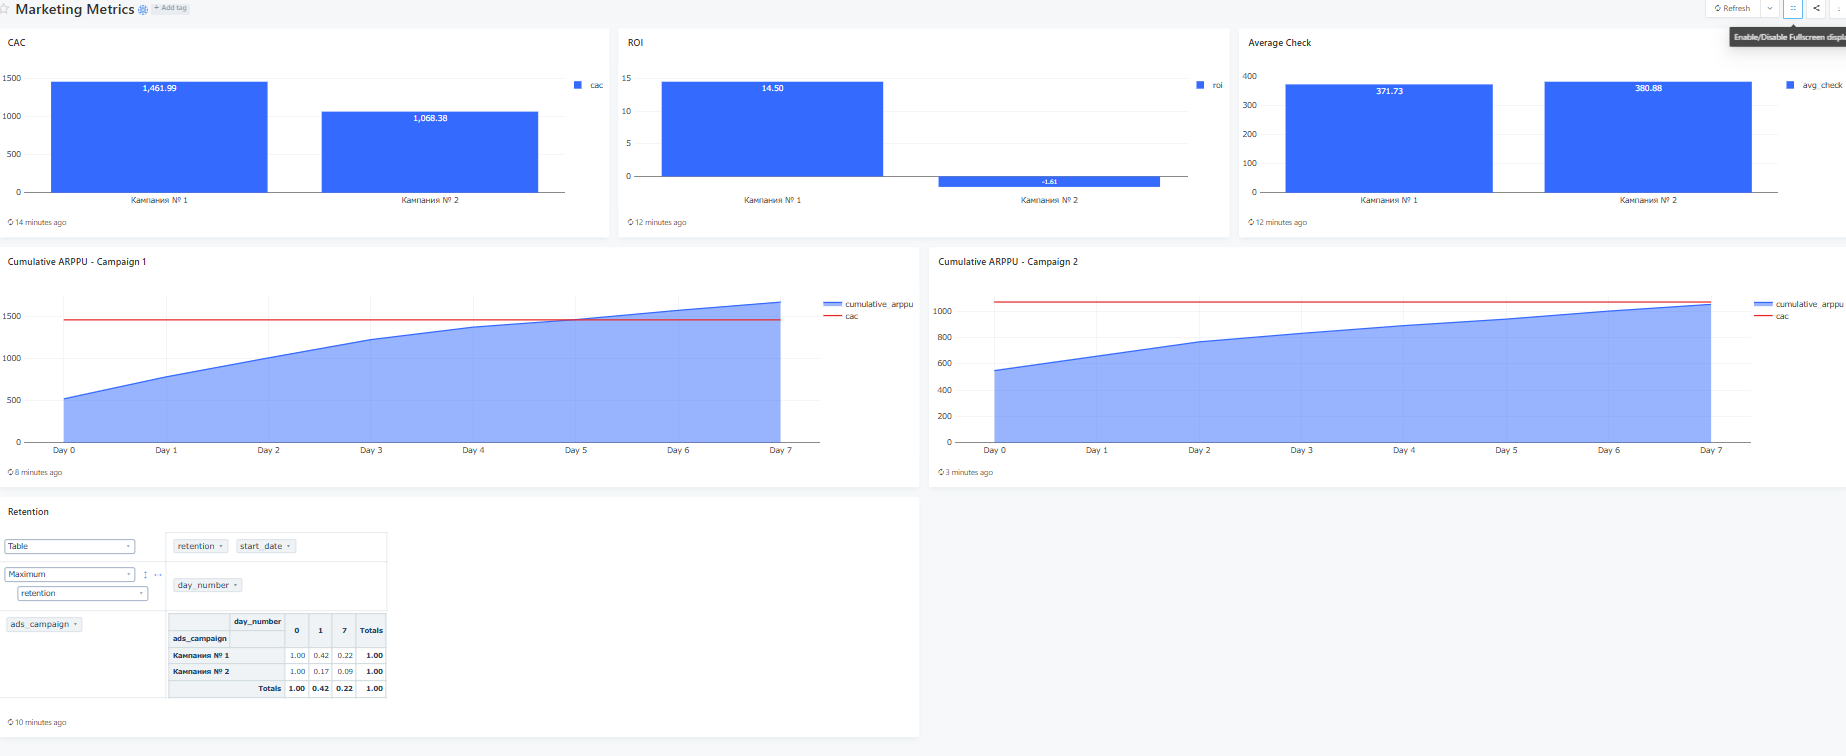 Marketing Metrics + Add tag
Refresh
Enable/Disable Fullscreen displa
CAC
1500
1000
500
0
1,461.99
1,068.38
Кампания № 1
Кампания № 2
cac
14 minutes ago
ROI
15
10
5
0
14.50
-1.61
Кампания № 1
Кампания № 2
roi
12 minutes ago
Average Check
400
300
200
100
0
371.73
380.88
Кампания № 1
Кампания № 2
avg_check
12 minutes ago
Cumulative ARPPU - Campaign 1
1500
1000
500
0
Day 0 Day 1 Day 2 Day 3 Day 4 Day 5 Day 6 Day 7
cumulative_arppu
cac
8 minutes ago
Cumulative ARPPU - Campaign 2
1000
800
600
400
200
0
Day 0 Day 1 Day 2 Day 3 Day 4 Day 5 Day 6 Day 7
cumulative_arppu
cac
3 minutes ago
Retention
Table
retention start_date
Maximum
retention
day_number
ads_campaign
day_number 0 1 7 Totals
ads_campaign
Кампания № 1 1.00 0.42 0.22 1.00
Кампания № 2 1.00 0.17 0.09 1.00
Totals 1.00 0.42 0.22 1.00
10 minutes ago